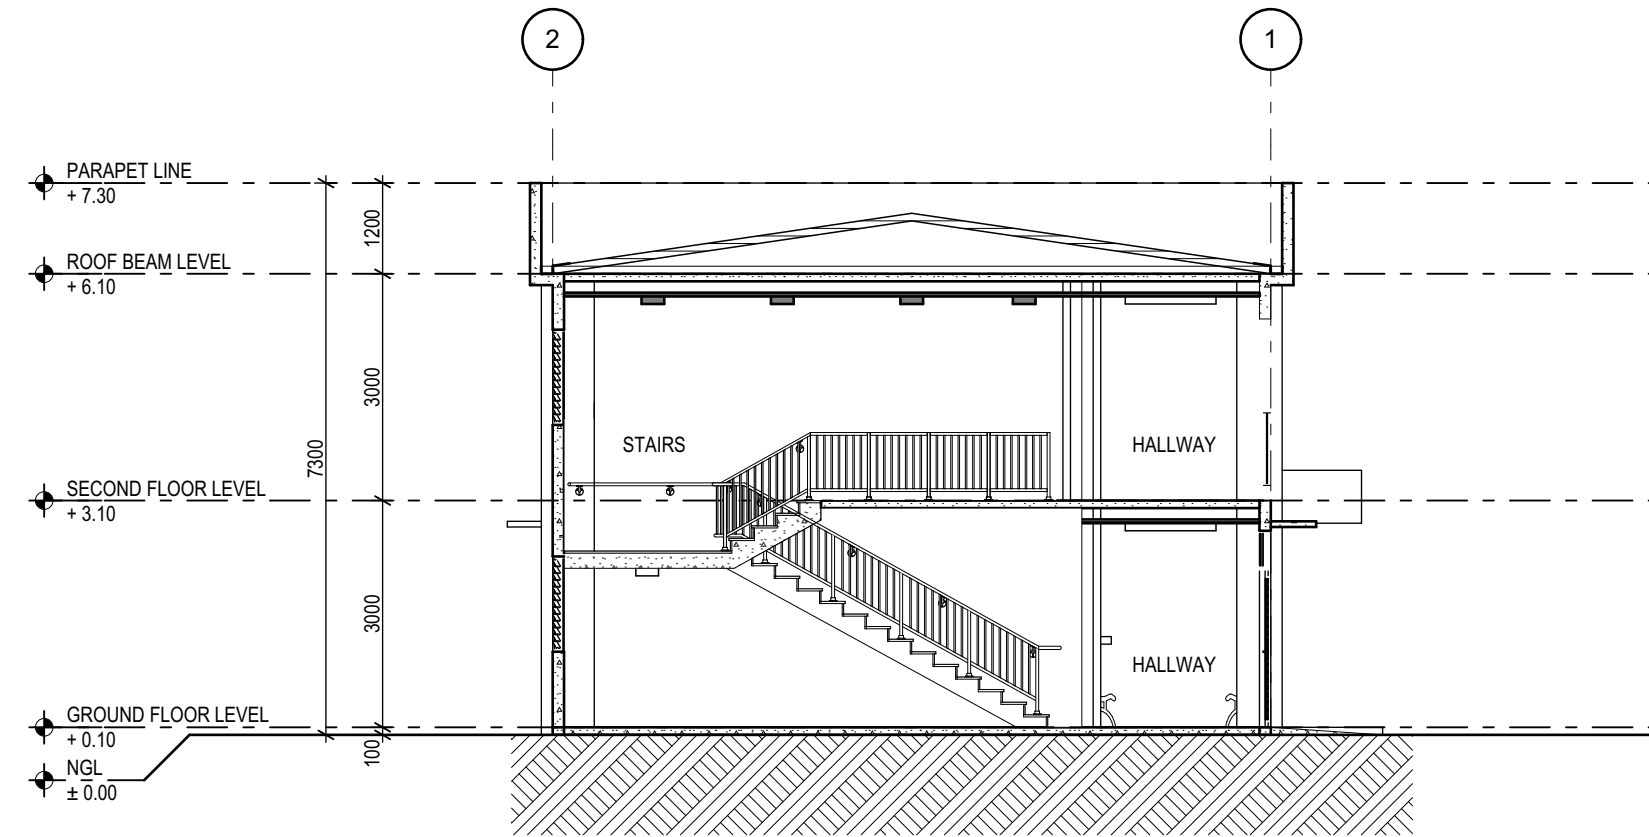 2
1
PARAPET LINE
+ 7.30
ROOF BEAM LEVEL
+ 6.10
SECOND FLOOR LEVEL
+ 3.10
GROUND FLOOR LEVEL
+ 0.10
NGL
± 0.00
7300
1200
3000
3000
100
STAIRS
HALLWAY
HALLWAY